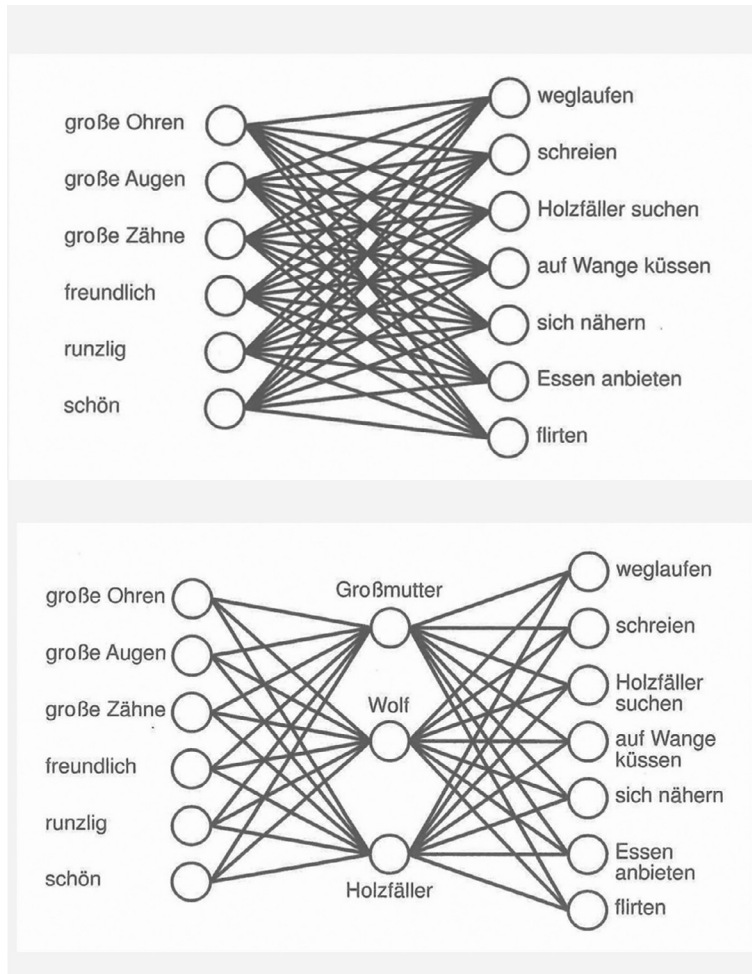 große Ohren
große Augen
große Zähne
freundlich
runzlig
schön
weglaufen
schreien
Holzfäller suchen
auf Wange küssen
sich nähern
Essen anbieten
flirten
große Ohren
große Augen
große Zähne
freundlich
runzlig
schön
Großmutter
Wolf
Holzfäller
weglaufen
schreien
Holzfäller
suchen
auf Wange
küssen
sich nähern
Essen
anbieten
flirten